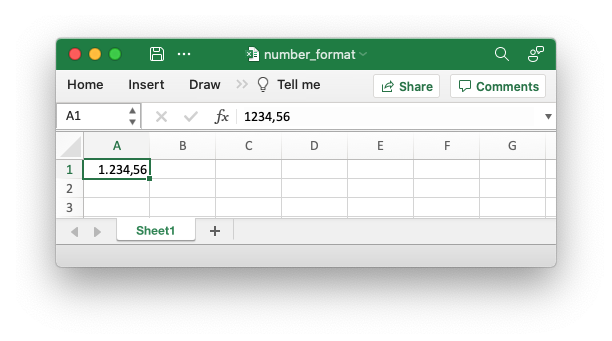 number_format
Home Insert Draw Tell me Share Comments
A1 fx 1234,56
A B C D E F G
1 1.234,56
2
3
Sheet1 +